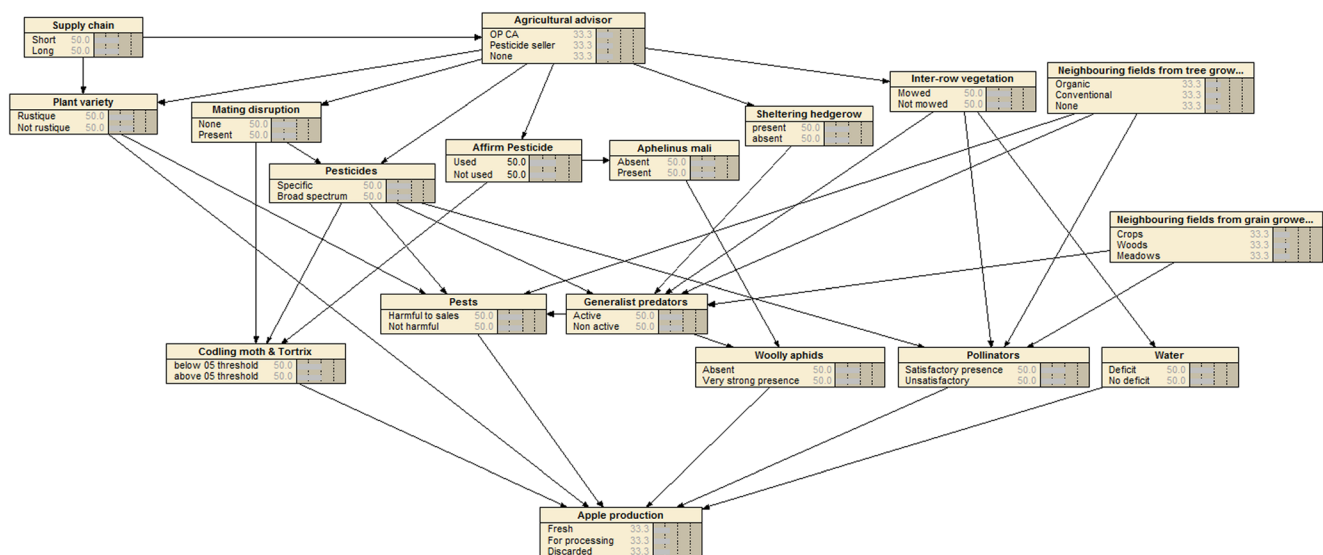 Supply chain
Short 50.0
Long 50.0
Agricultural advisor
OP CA 33.3
Pesticide seller 33.3
None 33.3
Plant variety
Rustique 50.0
Not rustique 50.0
Mating disruption
None 50.0
Present 50.0
Inter-row vegetation
Mowed 50.0
Not mowed 50.0
Neighbouring fields from tree grow...
Organic 33.3
Conventional 33.3
None 33.3
Sheltering hedgerow
present 50.0
absent 50.0
Affirm Pesticide
Used 50.0
Not used 50.0
Aphelinus mali
Absent 50.0
Present 50.0
Pesticides
Specific 50.0
Broad spectrum 50.0
Neighbouring fields from grain growe...
Crops 33.3
Woods 33.3
Meadows 33.3
Pests
Harmful to sales 50.0
Not harmful 50.0
Generalist predators
Active 50.0
Non active 50.0
Codling moth & Tortrix
below 05 threshold 50.0
above 05 threshold 50.0
Woolly aphids
Absent 50.0
Very strong presence 50.0
Pollinators
Satisfactory presence 50.0
Unsatisfactory 50.0
Water
Deficit 50.0
No deficit 50.0
Apple production
Fresh 33.3
For processing 33.3
Discarded 33.3